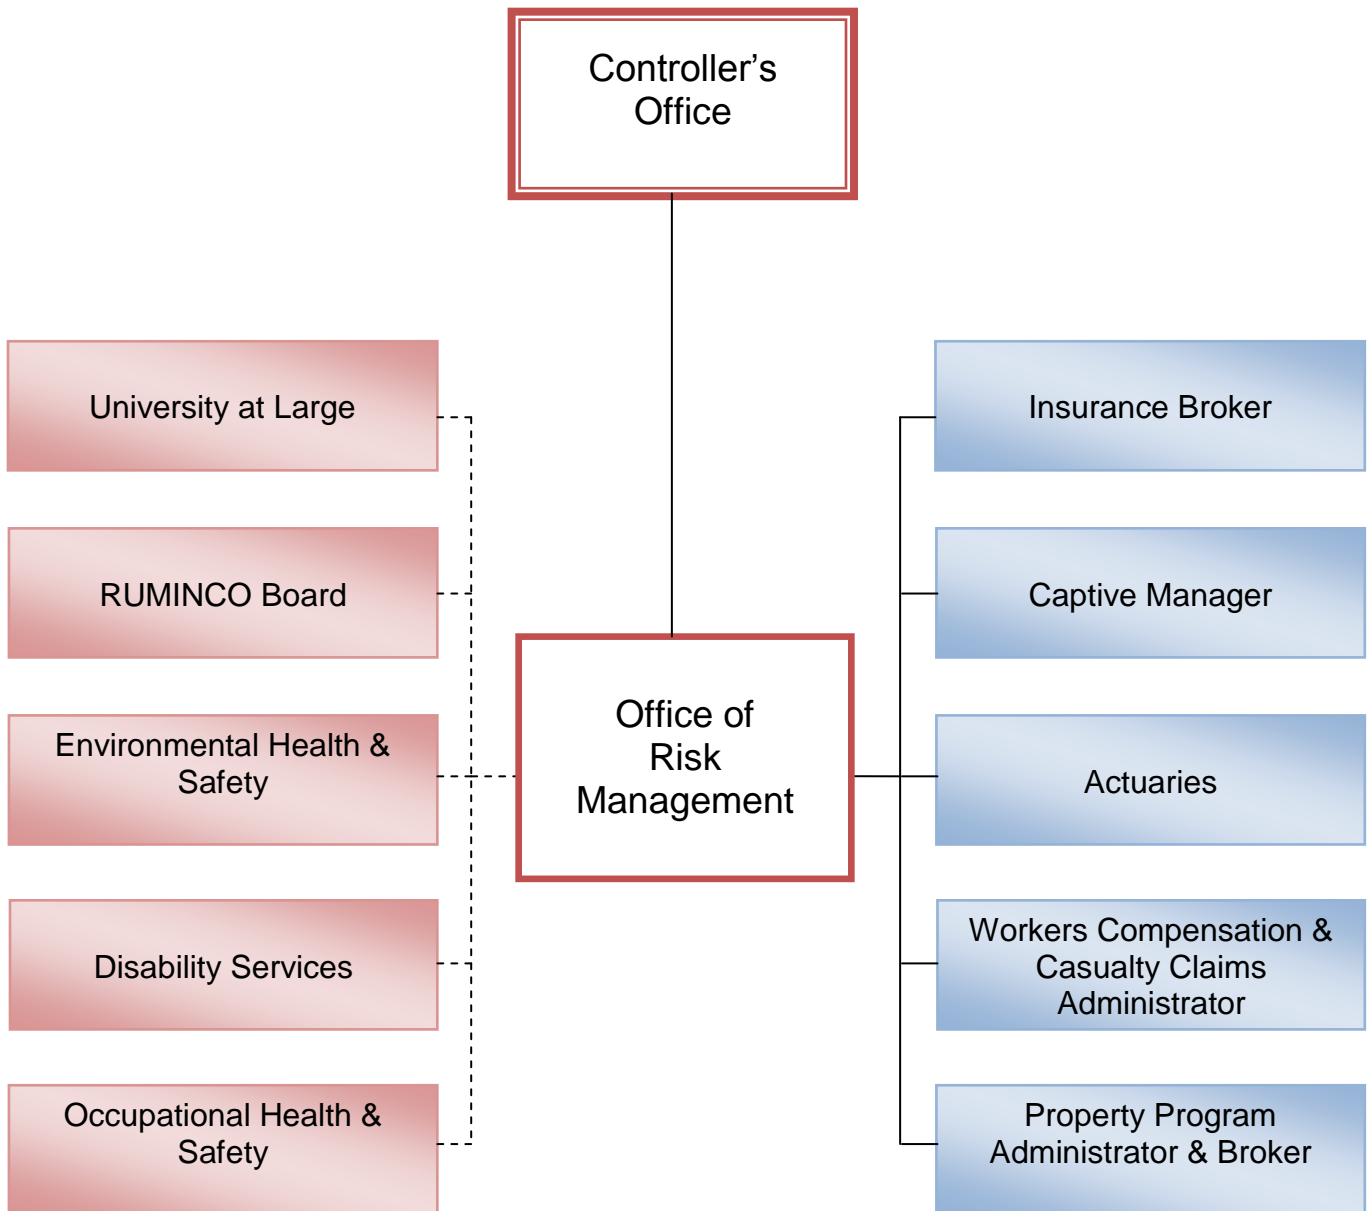 Controller’s
Office
University at Large
RUMINCO Board
Environmental Health &
Safety
Disability Services
Occupational Health &
Safety
Office of
Risk
Management
Insurance Broker
Captive Manager
Actuaries
Workers Compensation &
Casualty Claims
Administrator
Property Program
Administrator & Broker